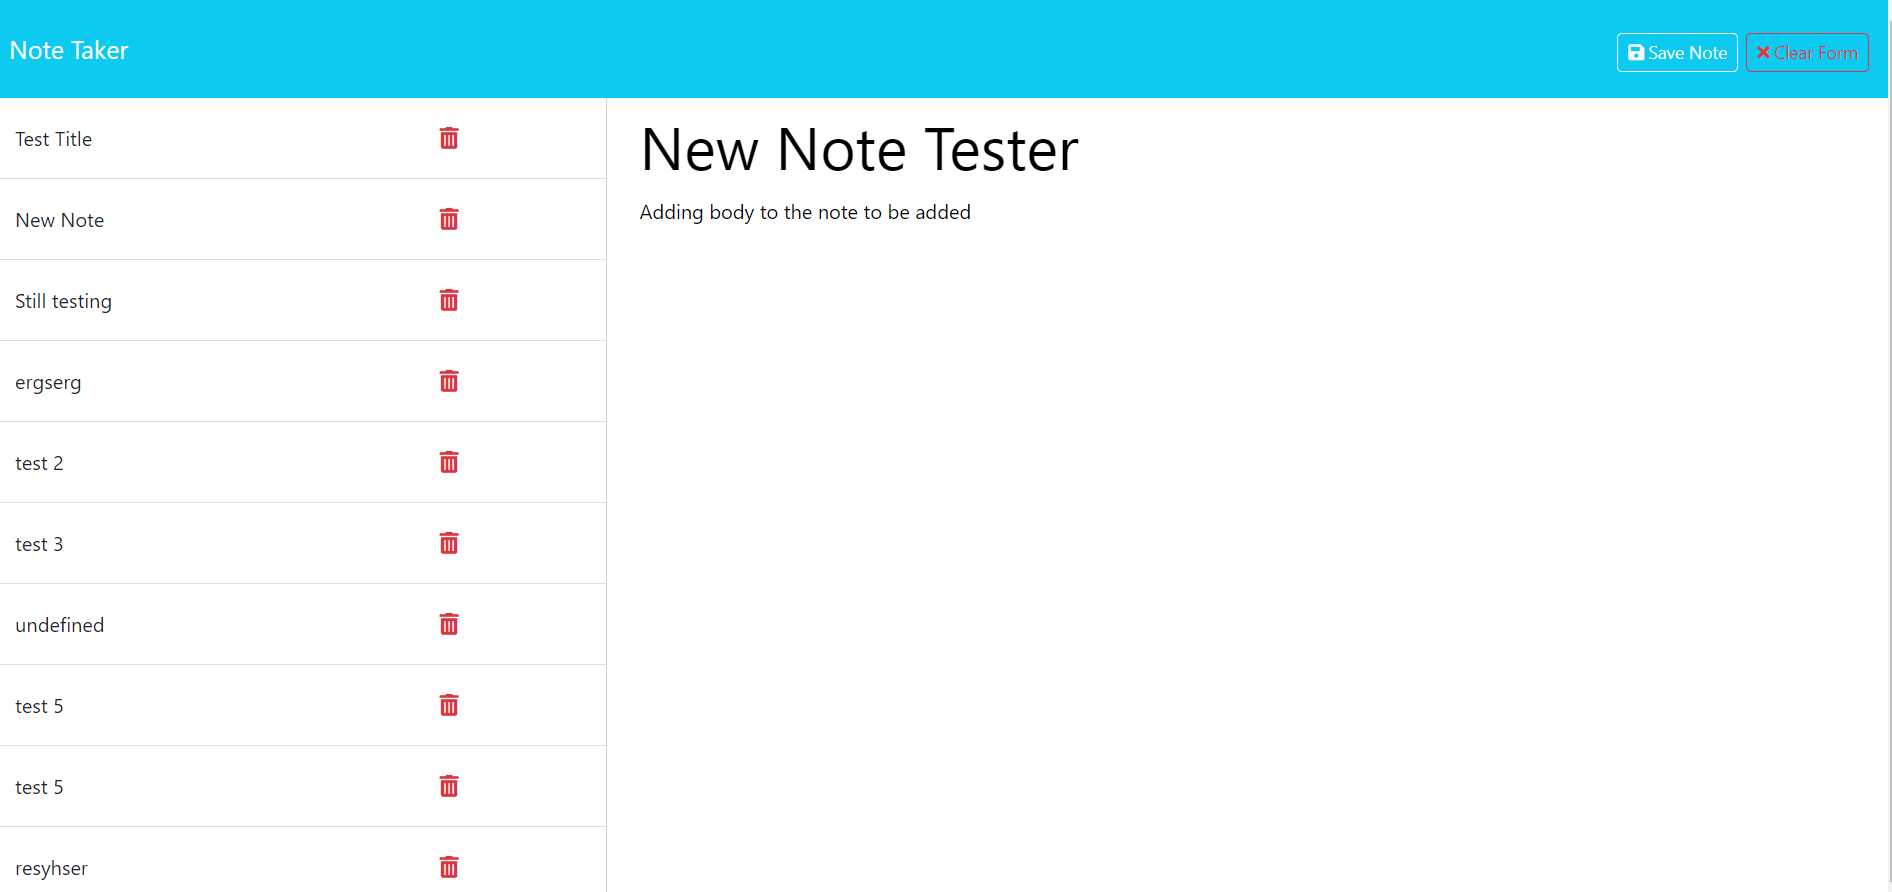 Note Taker
Save Note
Clear Form
Test Title
New Note
Still testing
ergserg
test 2
test 3
undefined
test 5
test 5
resyhser
New Note Tester
Adding body to the note to be added